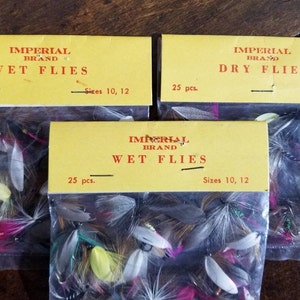 IMPERIAL
BRAND
WET FLIES
Sizes 10, 12
IMPERIAL
BRAND
DRY FLIE
25 pcs.
IMPERIAL
BRAND
WET FLIES
25 pcs. Sizes 10, 12